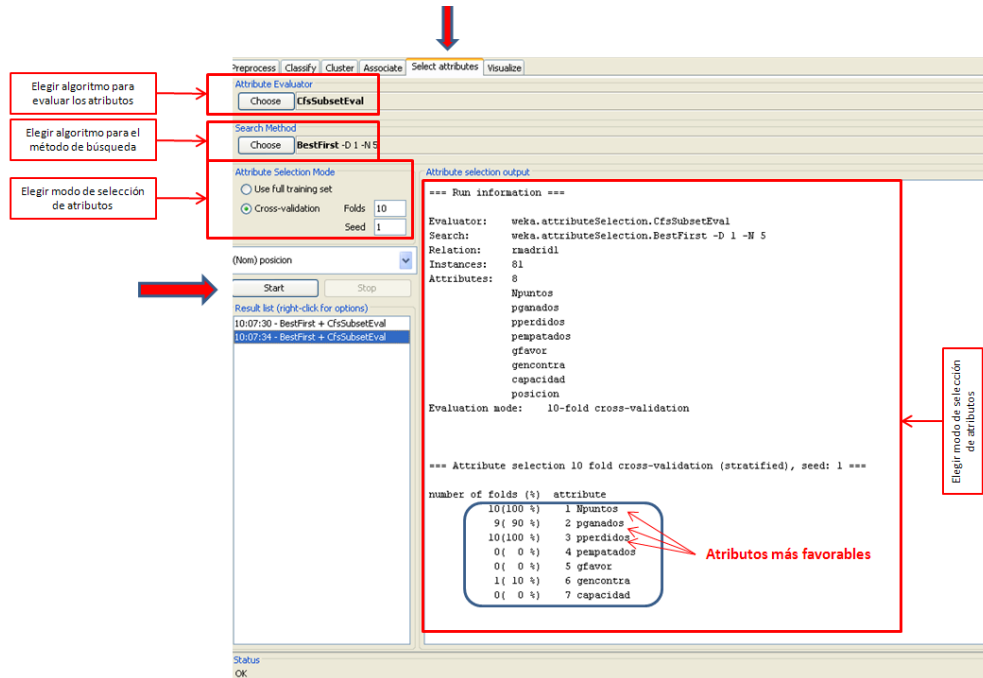 Preprocess Classify Cluster Associate Select attributes Visualize
Elegir algoritmo para
evaluar los atributos
Attribute Evaluator
Choose CfsSubsetEval
Elegir algoritmo para el
método de búsqueda
Search Method
Choose BestFirst -D 1 -N 5
Elegir modo de selección
de atributos
Attribute Selection Mode
Use full training set
Cross-validation Folds 10
Seed 1
(Nom) posicion
Start Stop
Result list (right-click for options)
10:07:30 - BestFirst + CfsSubsetEval
10:07:34 - BestFirst + CfsSubsetEval
Attribute selection output
=== Run information ===
Evaluator: weka.attributeSelection.CfsSubsetEval
Search: weka.attributeSelection.BestFirst -D 1 -N 5
Relation: rmadrid1
Instances: 81
Attributes: 8
Npuntos
pganados
pperdidos
pempatados
gfavor
gencontra
capacidad
posicion
Evaluation mode: 10-fold cross-validation
=== Attribute selection 10 fold cross-validation (stratified), seed: 1 ===
number of folds (%) attribute
10(100 %) 1 Npuntos
9( 90 %) 2 pganados
10(100 %) 3 pperdidos
0( 0 %) 4 pempatados
0( 0 %) 5 gfavor
1( 10 %) 6 gencontra
0( 0 %) 7 capacidad
Atributos más favorables
Elegir modo de selección
de atributos
Status
OK